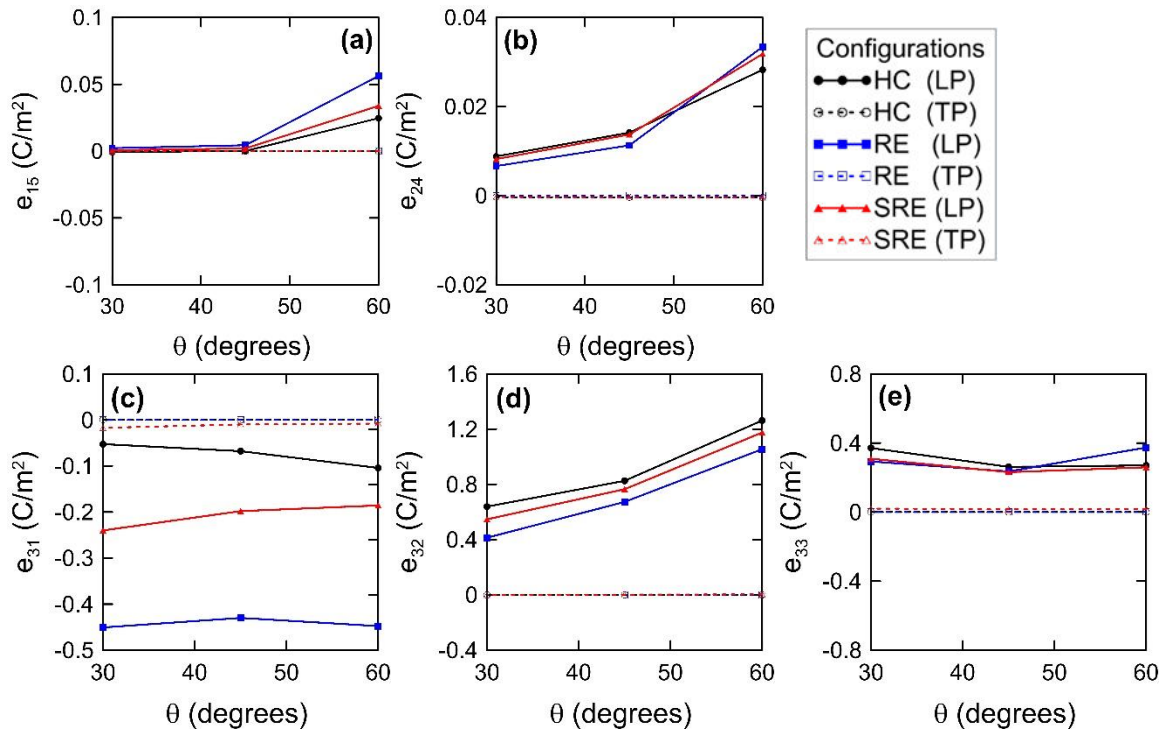 0.1
0.05
0
-0.05
-0.1
e15 (C/m²)
(a)
30 40 50 60
θ (degrees)
0.04
0.02
0
-0.02
-0.04
e24 (C/m²)
(b)
30 40 50 60
θ (degrees)
Configurations
HC (LP)
HC (TP)
RE (LP)
RE (TP)
SRE (LP)
SRE (TP)
0.1
0
-0.1
-0.2
-0.3
-0.4
-0.5
e31 (C/m²)
(c)
30 40 50 60
θ (degrees)
1.6
1.2
0.8
0.4
0
-0.4
e32 (C/m²)
(d)
30 40 50 60
θ (degrees)
0.8
0.4
0
-0.4
-0.8
e33 (C/m²)
(e)
30 40 50 60
θ (degrees)